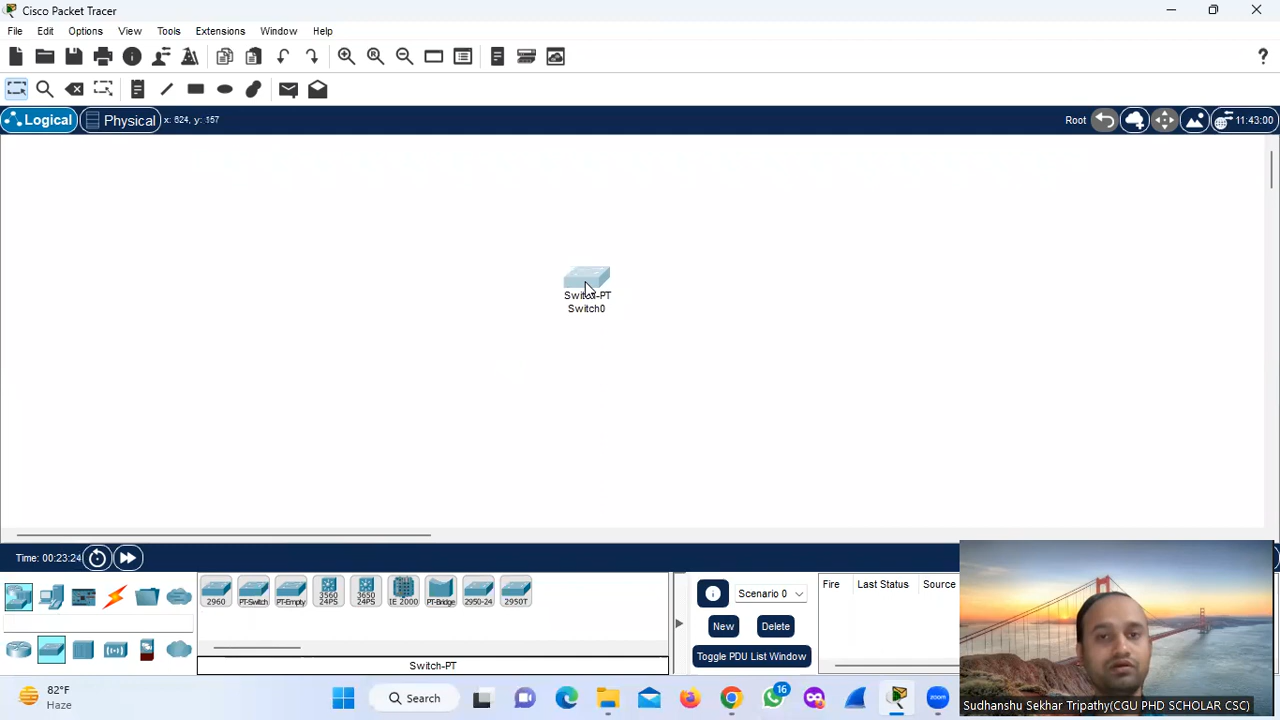 Cisco Packet Tracer
File Edit Options View Tools Extensions Window Help
Logical Physical x: 824, y: 157 Root 11:43:00
Switch-PT
Switch0
Time: 00:23:24
2960 PT-Switch PT-Empty 3560 24PS 3650 24PS IE 2000 PT-Bridge 2950-24 2950T
Switch-PT
Scenario 0
New Delete
Toggle PDU List Window
Fire Last Status Source
82°F
Haze
Search
16
zoom
Sudhanshu Sekhar Tripathy(CGU PHD SCHOLAR CSC)